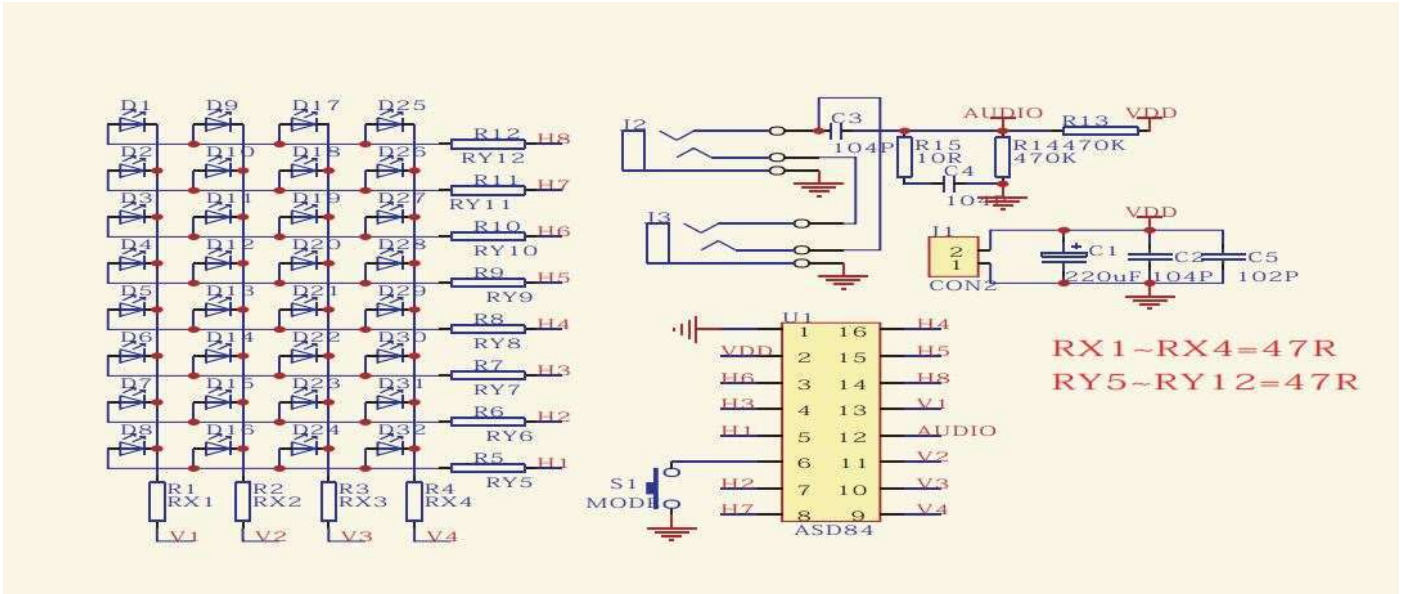 D1 D9 D17 D25
R12 H8
RY12
D2 D10 D18 D26
R11 H7
RY11
D3 D11 D19 D27
R10 H6
RY10
D4 D12 D20 D28
R9 H5
RY9
D5 D13 D21 D29
R8 H4
RY8
D6 D14 D22 D30
R7 H3
RY7
D7 D15 D23 D31
R6 H2
RY6
D8 D16 D24 D32
R5 H1
RY5
R1 R2 R3 R4
RX1 RX2 RX3 RX4
V1 V2 V3 V4
J2
C3
104P
AUDIO
VDD
R13
R15
10R
R14 470K
470K
C4
J3
J1
2
1
CON2
VDD
C1
220uF
C2
104P
C5
102P
U1
1 16 H4
VDD 2 15 H5
H6 3 14 H8
H3 4 13 V1
H1 5 12 AUDIO
6 11 V2
H2 7 10 V3
H7 8 9 V4
ASD84
S1
MODE
RX1~RX4=47R
RY5~RY12=47R